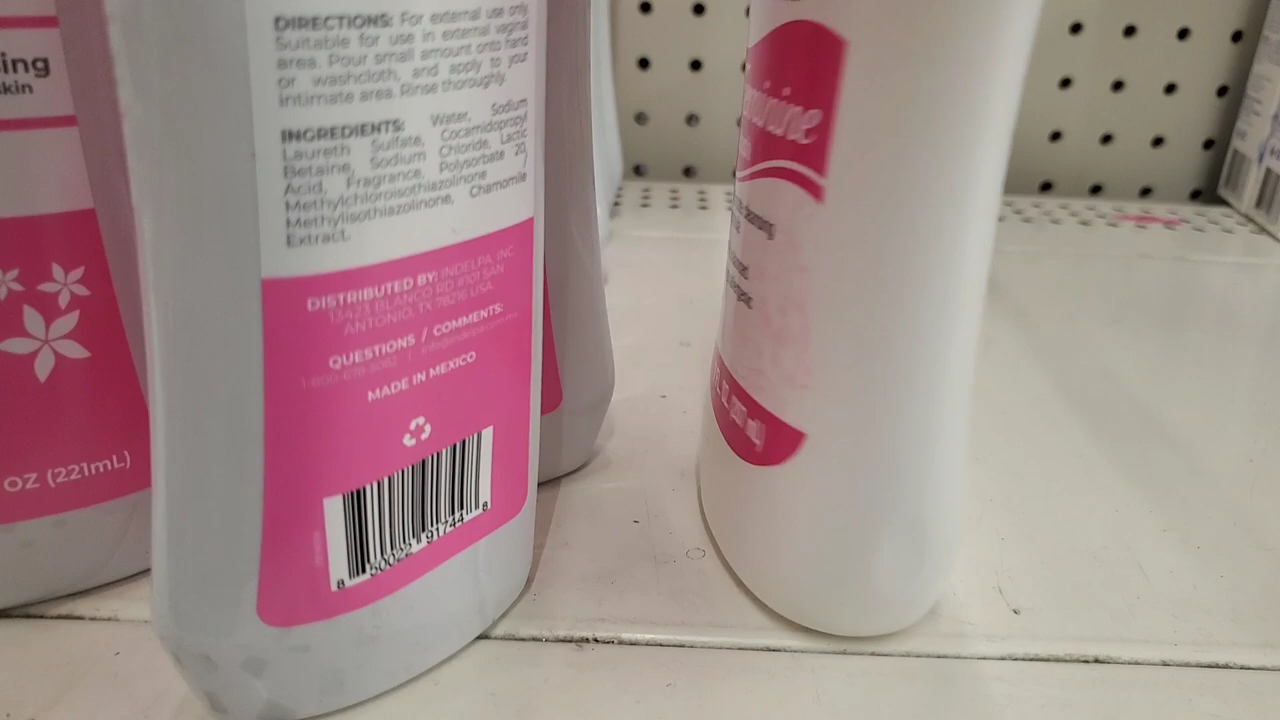 DIRECTIONS: For external use only
Suitable for use in external vaginal
area. Pour small amount onto hand
or washcloth, and apply to your
intimate area. Rinse thoroughly.
INGREDIENTS: Water, Sodium
Laureth Sulfate, Cocamidopropyl
Betaine, Sodium Chloride, Lactic
Acid, Fragrance, Polysorbate 20,
Methylchloroisothiazolinone /
Methylisothiazolinone, Chamomile
Extract.
DISTRIBUTED BY: INDELPA, INC.
13423 BLANCO RD #101 SAN
ANTONIO, TX 78216 USA
QUESTIONS / COMMENTS:
MADE IN MEXICO
8 50022 91744 8
ing
skin
OZ (221mL)
inine